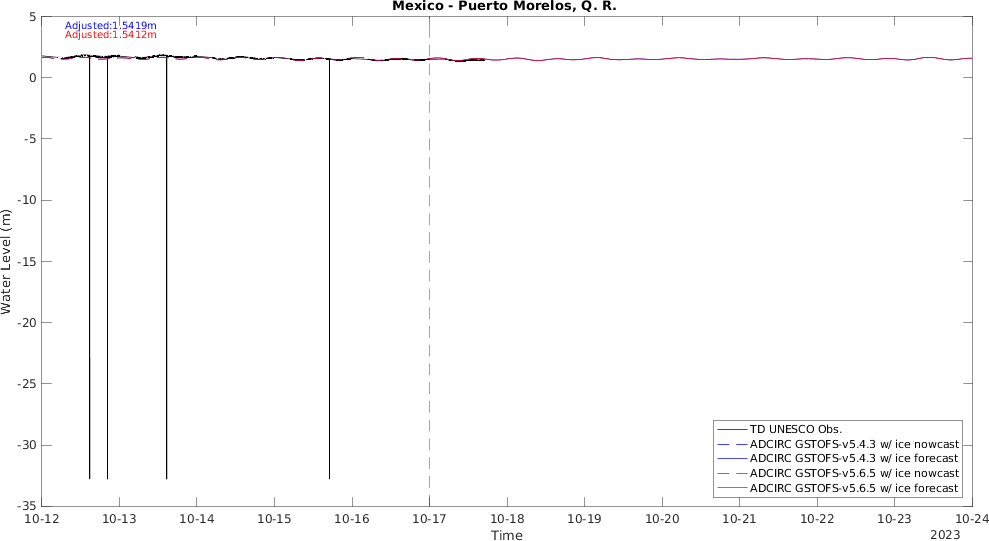 Mexico - Puerto Morelos, Q. R.
Adjusted:1.5419m
Adjusted:1.5412m
5
0
-5
-10
-15
-20
-25
-30
-35
Water Level (m)
TD UNESCO Obs.
ADCIRC GSTOFS-v5.4.3 w/ ice nowcast
ADCIRC GSTOFS-v5.4.3 w/ ice forecast
ADCIRC GSTOFS-v5.6.5 w/ ice nowcast
ADCIRC GSTOFS-v5.6.5 w/ ice forecast
10-12 10-13 10-14 10-15 10-16 10-17 10-18 10-19 10-20 10-21 10-22 10-23 10-24
Time
2023